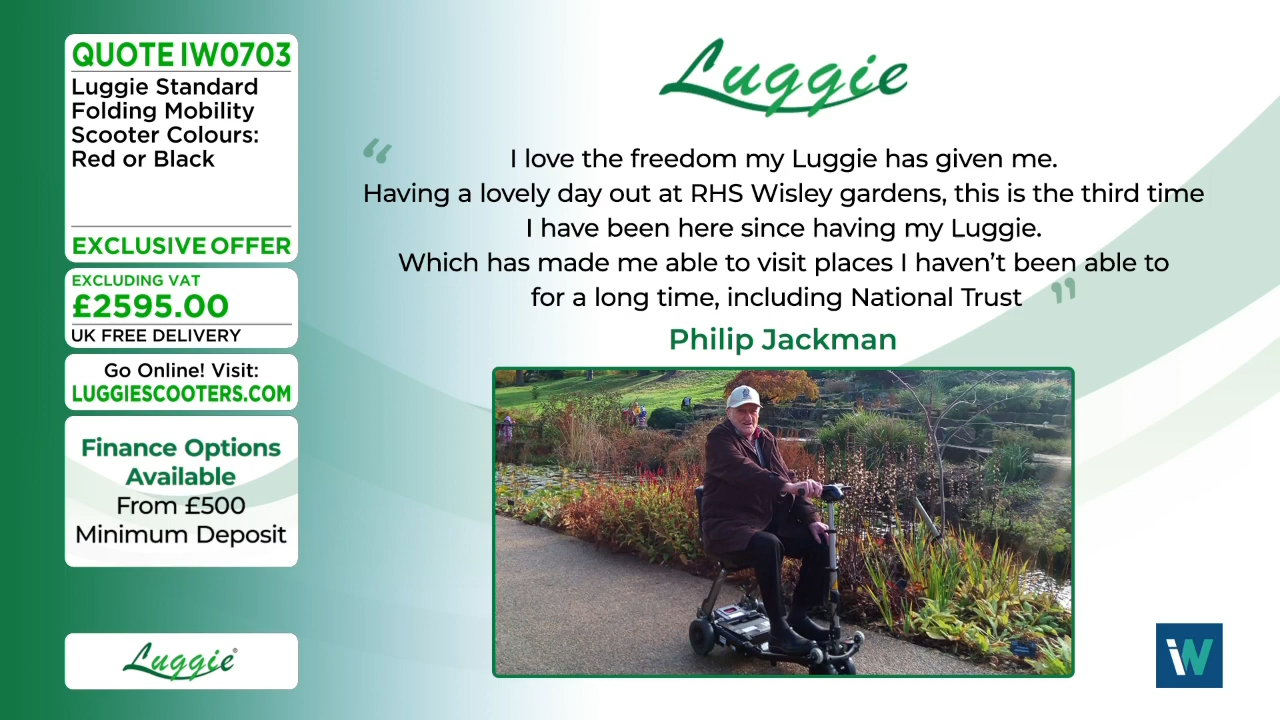 QUOTE IW0703
Luggie Standard
Folding Mobility
Scooter Colours:
Red or Black
EXCLUSIVE OFFER
EXCLUDING VAT
£2595.00
UK FREE DELIVERY
Go Online! Visit:
LUGGIESCOOTERS.COM
Finance Options
Available
From £500
Minimum Deposit
Luggie®
Luggie
“ I love the freedom my Luggie has given me.
Having a lovely day out at RHS Wisley gardens, this is the third time
I have been here since having my Luggie.
Which has made me able to visit places I haven’t been able to
for a long time, including National Trust ”
Philip Jackman
iW